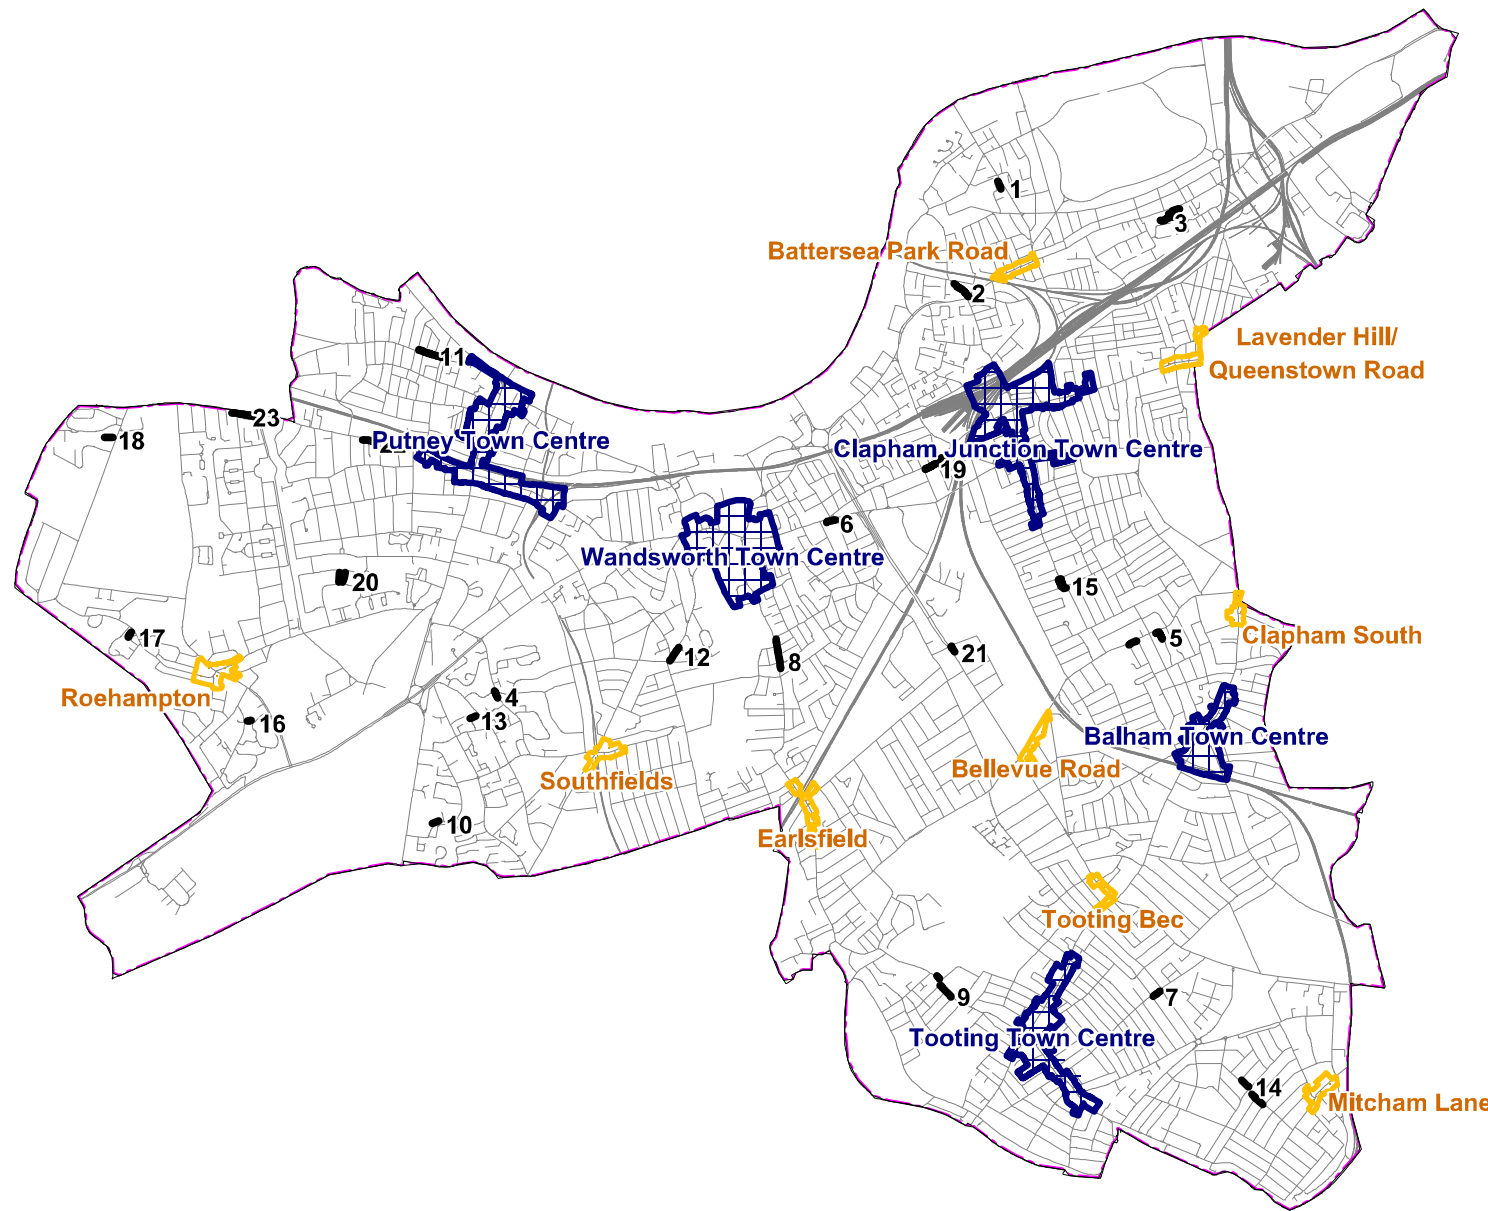 1
3
Battersea Park Road
2
Lavender Hill/
Queenstown Road
11
23
18
Putney Town Centre
Clapham Junction Town Centre
19
6
Wandsworth Town Centre
20
15
17
12
8
21
5
Clapham South
Roehampton
4
16
13
Balham Town Centre
Bellevue Road
Southfields
10
Earlsfield
Tooting Bec
9
7
Tooting Town Centre
14
Mitcham Lane